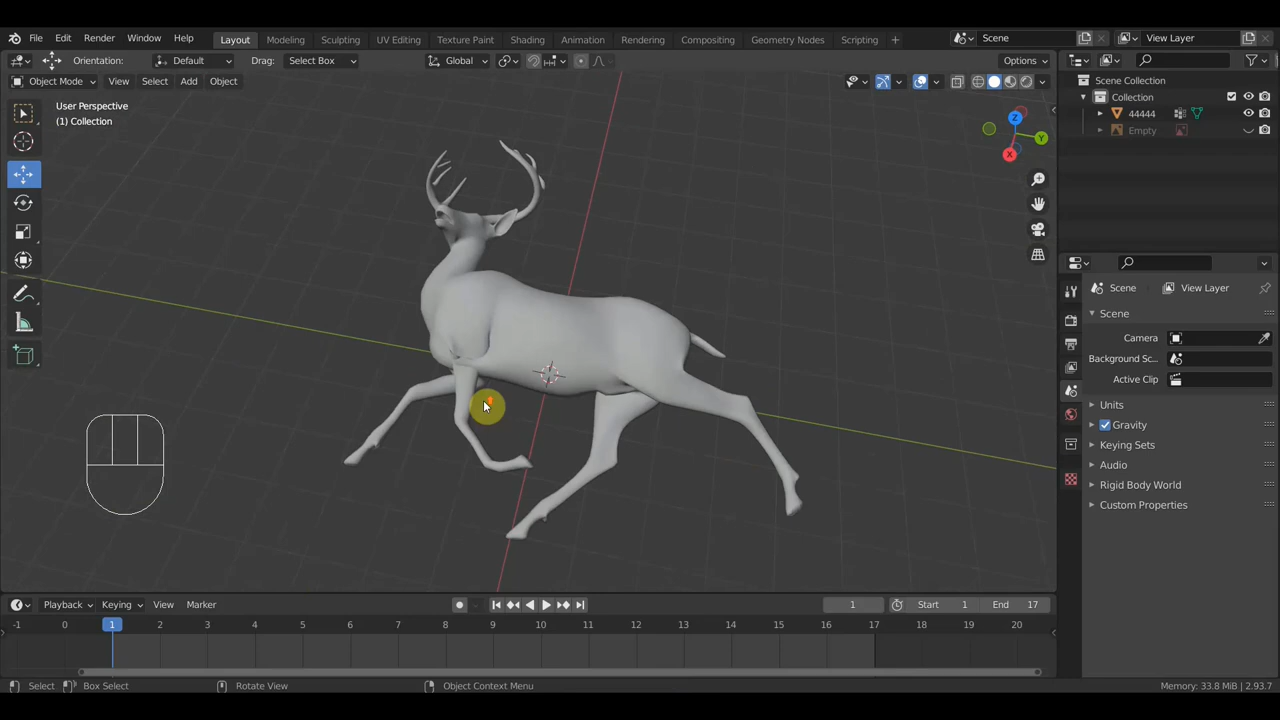 File Edit Render Window Help Layout Modeling Sculpting UV Editing Texture Paint Shading Animation Rendering Compositing Geometry Nodes Scripting + Scene View Layer
Orientation: Default Drag: Select Box Global Options
Object Mode View Select Add Object
User Perspective
(1) Collection
Z
Y
X
Scene Collection
Collection
44444
Empty
Scene View Layer
Scene
Camera
Background Sc...
Active Clip
Units
Gravity
Keying Sets
Audio
Rigid Body World
Custom Properties
Playback Keying View Marker 1 Start 1 End 17
-1 0 1 2 3 4 5 6 7 8 9 10 11 12 13 14 15 16 17 18 19 20
Select Box Select Rotate View Object Context Menu Memory: 33.8 MiB | 2.93.7